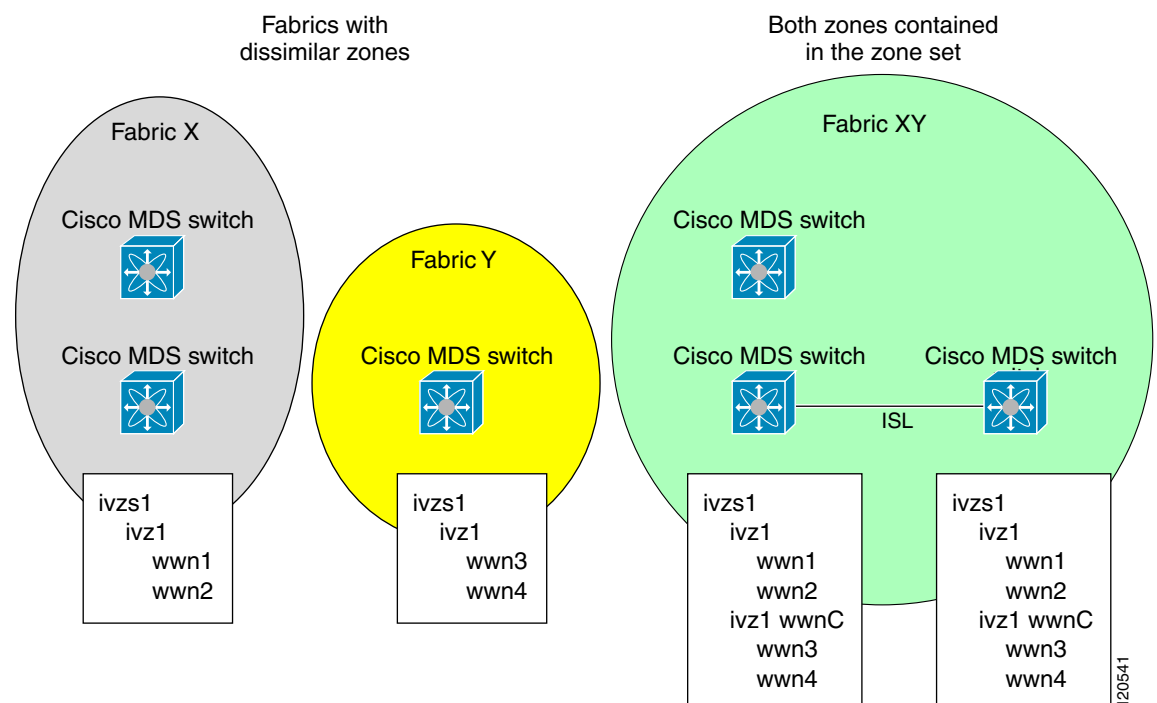 Fabrics with
dissimilar zones
Both zones contained
in the zone set
Fabric X
Cisco MDS switch
Cisco MDS switch
ivzs1
ivz1
wwn1
wwn2
Fabric Y
Cisco MDS switch
ivzs1
ivz1
wwn3
wwn4
Fabric XY
Cisco MDS switch
Cisco MDS switch
Cisco MDS switch
ISL
ivzs1
ivz1
wwn1
wwn2
ivz1 wwnC
wwn3
wwn4
ivzs1
ivz1
wwn1
wwn2
ivz1 wwnC
wwn3
wwn4
120541